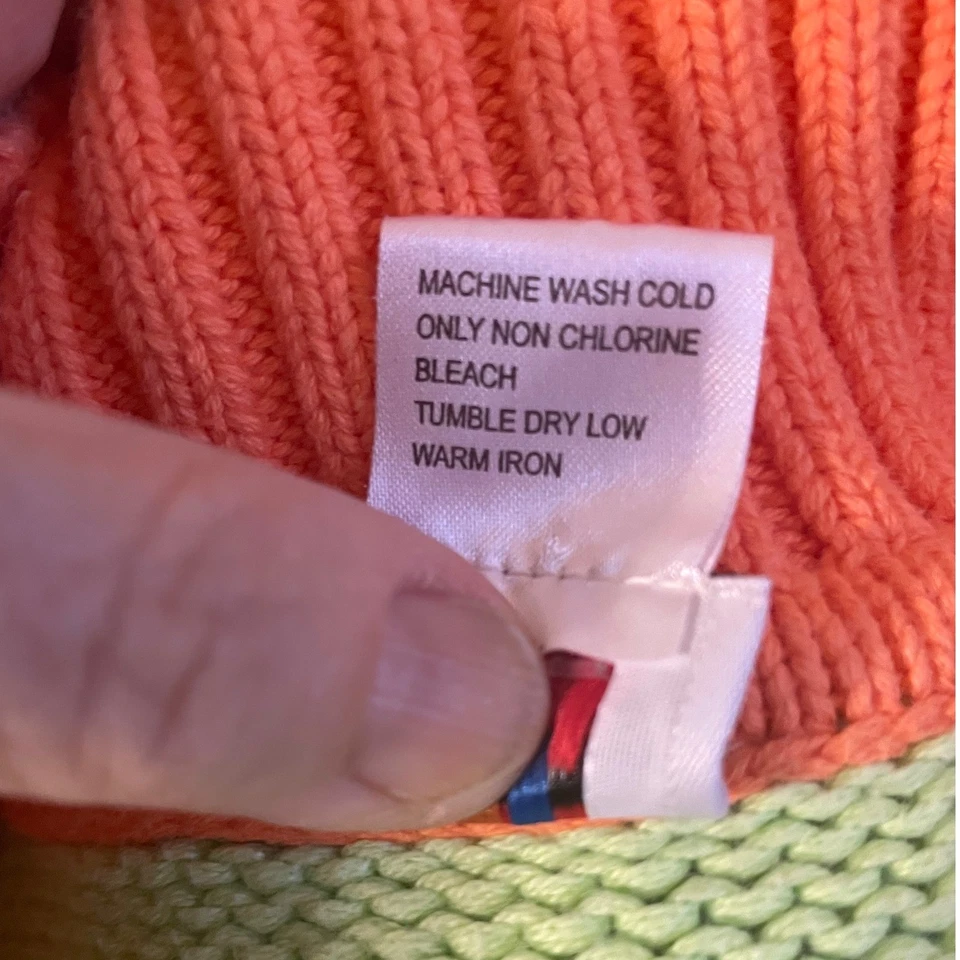 MACHINE WASH COLD
ONLY NON CHLORINE
BLEACH
TUMBLE DRY LOW
WARM IRON